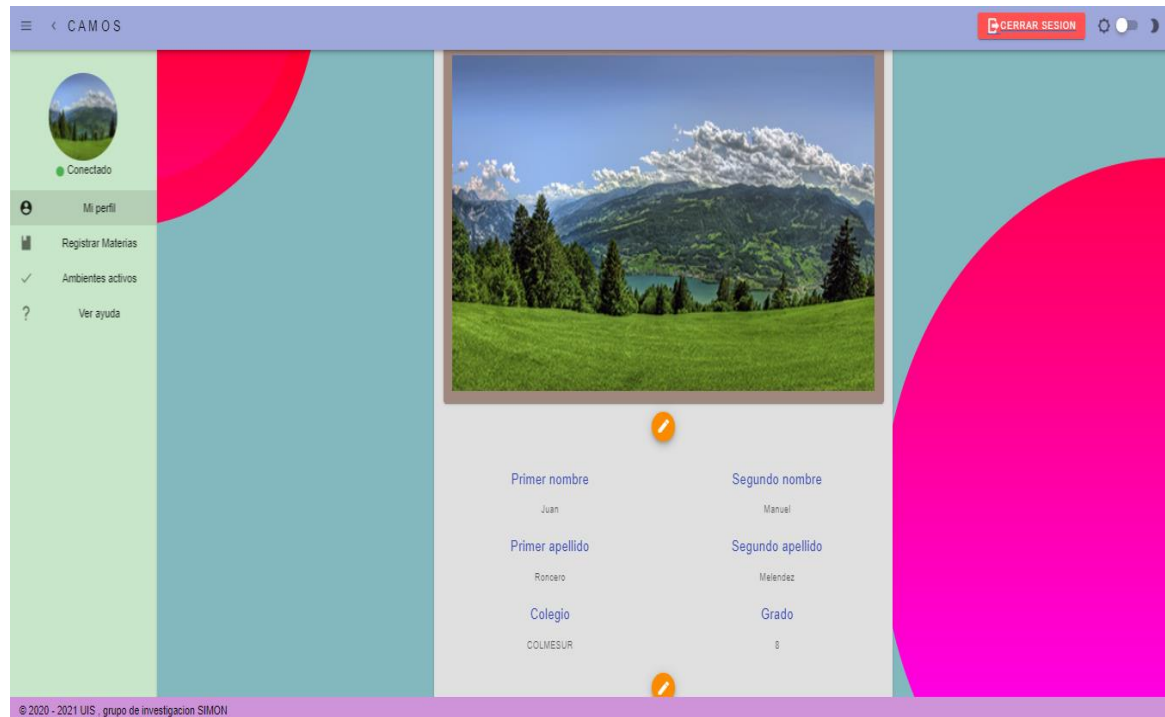 CAMOS
CERRAR SESION
Conectado
Mi perfil
Registrar Materias
Ambientes activos
Ver ayuda
Primer nombre Segundo nombre
Juan Manuel
Primer apellido Segundo apellido
Roncero Melendez
Colegio Grado
COLMESUR 8
© 2020 - 2021 UIS , grupo de investigacion SIMON